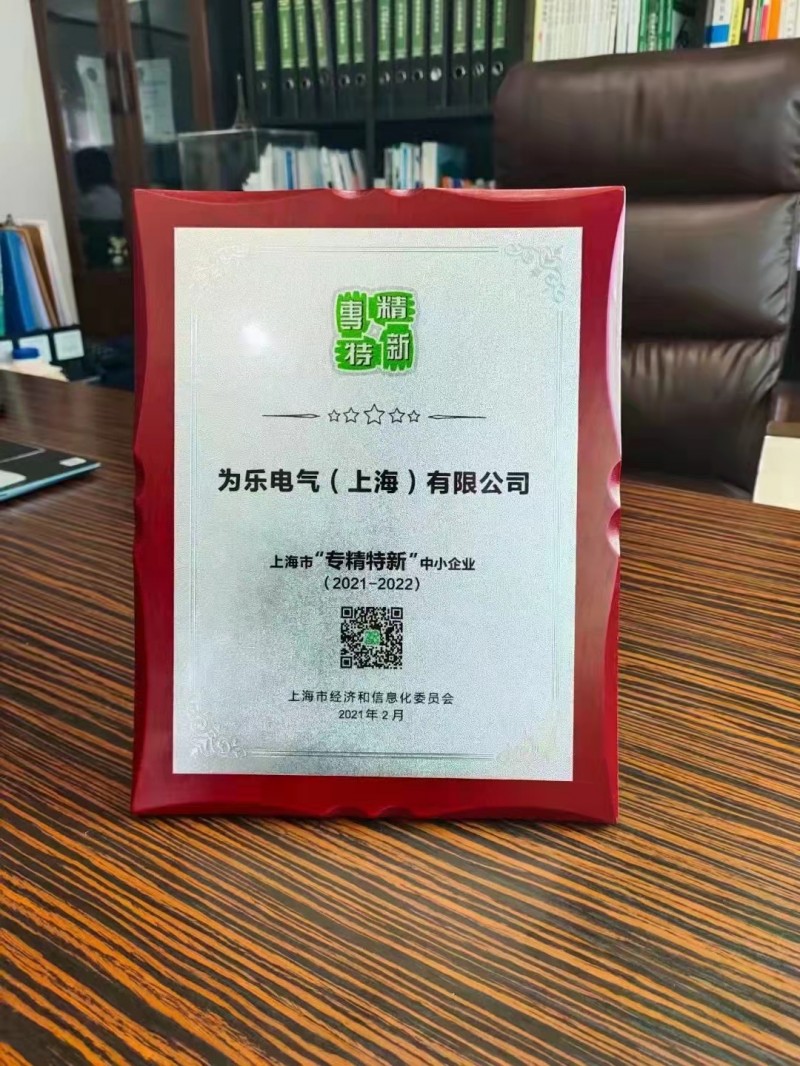 專精
特新
为乐电气（上海）有限公司
上海市“专精特新”中小企业
（2021-2022）
上海市经济和信息化委员会
2021年2月